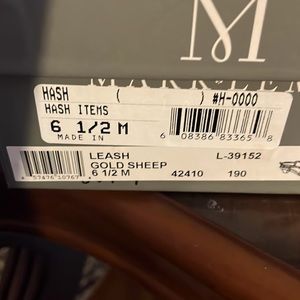 M
HASH ( ) #H-0000
HASH ITEMS
6 1/2 M
MADE IN
6 08386 83365 8
LEASH L-39152
GOLD SHEEP
6 1/2 M 42410 190